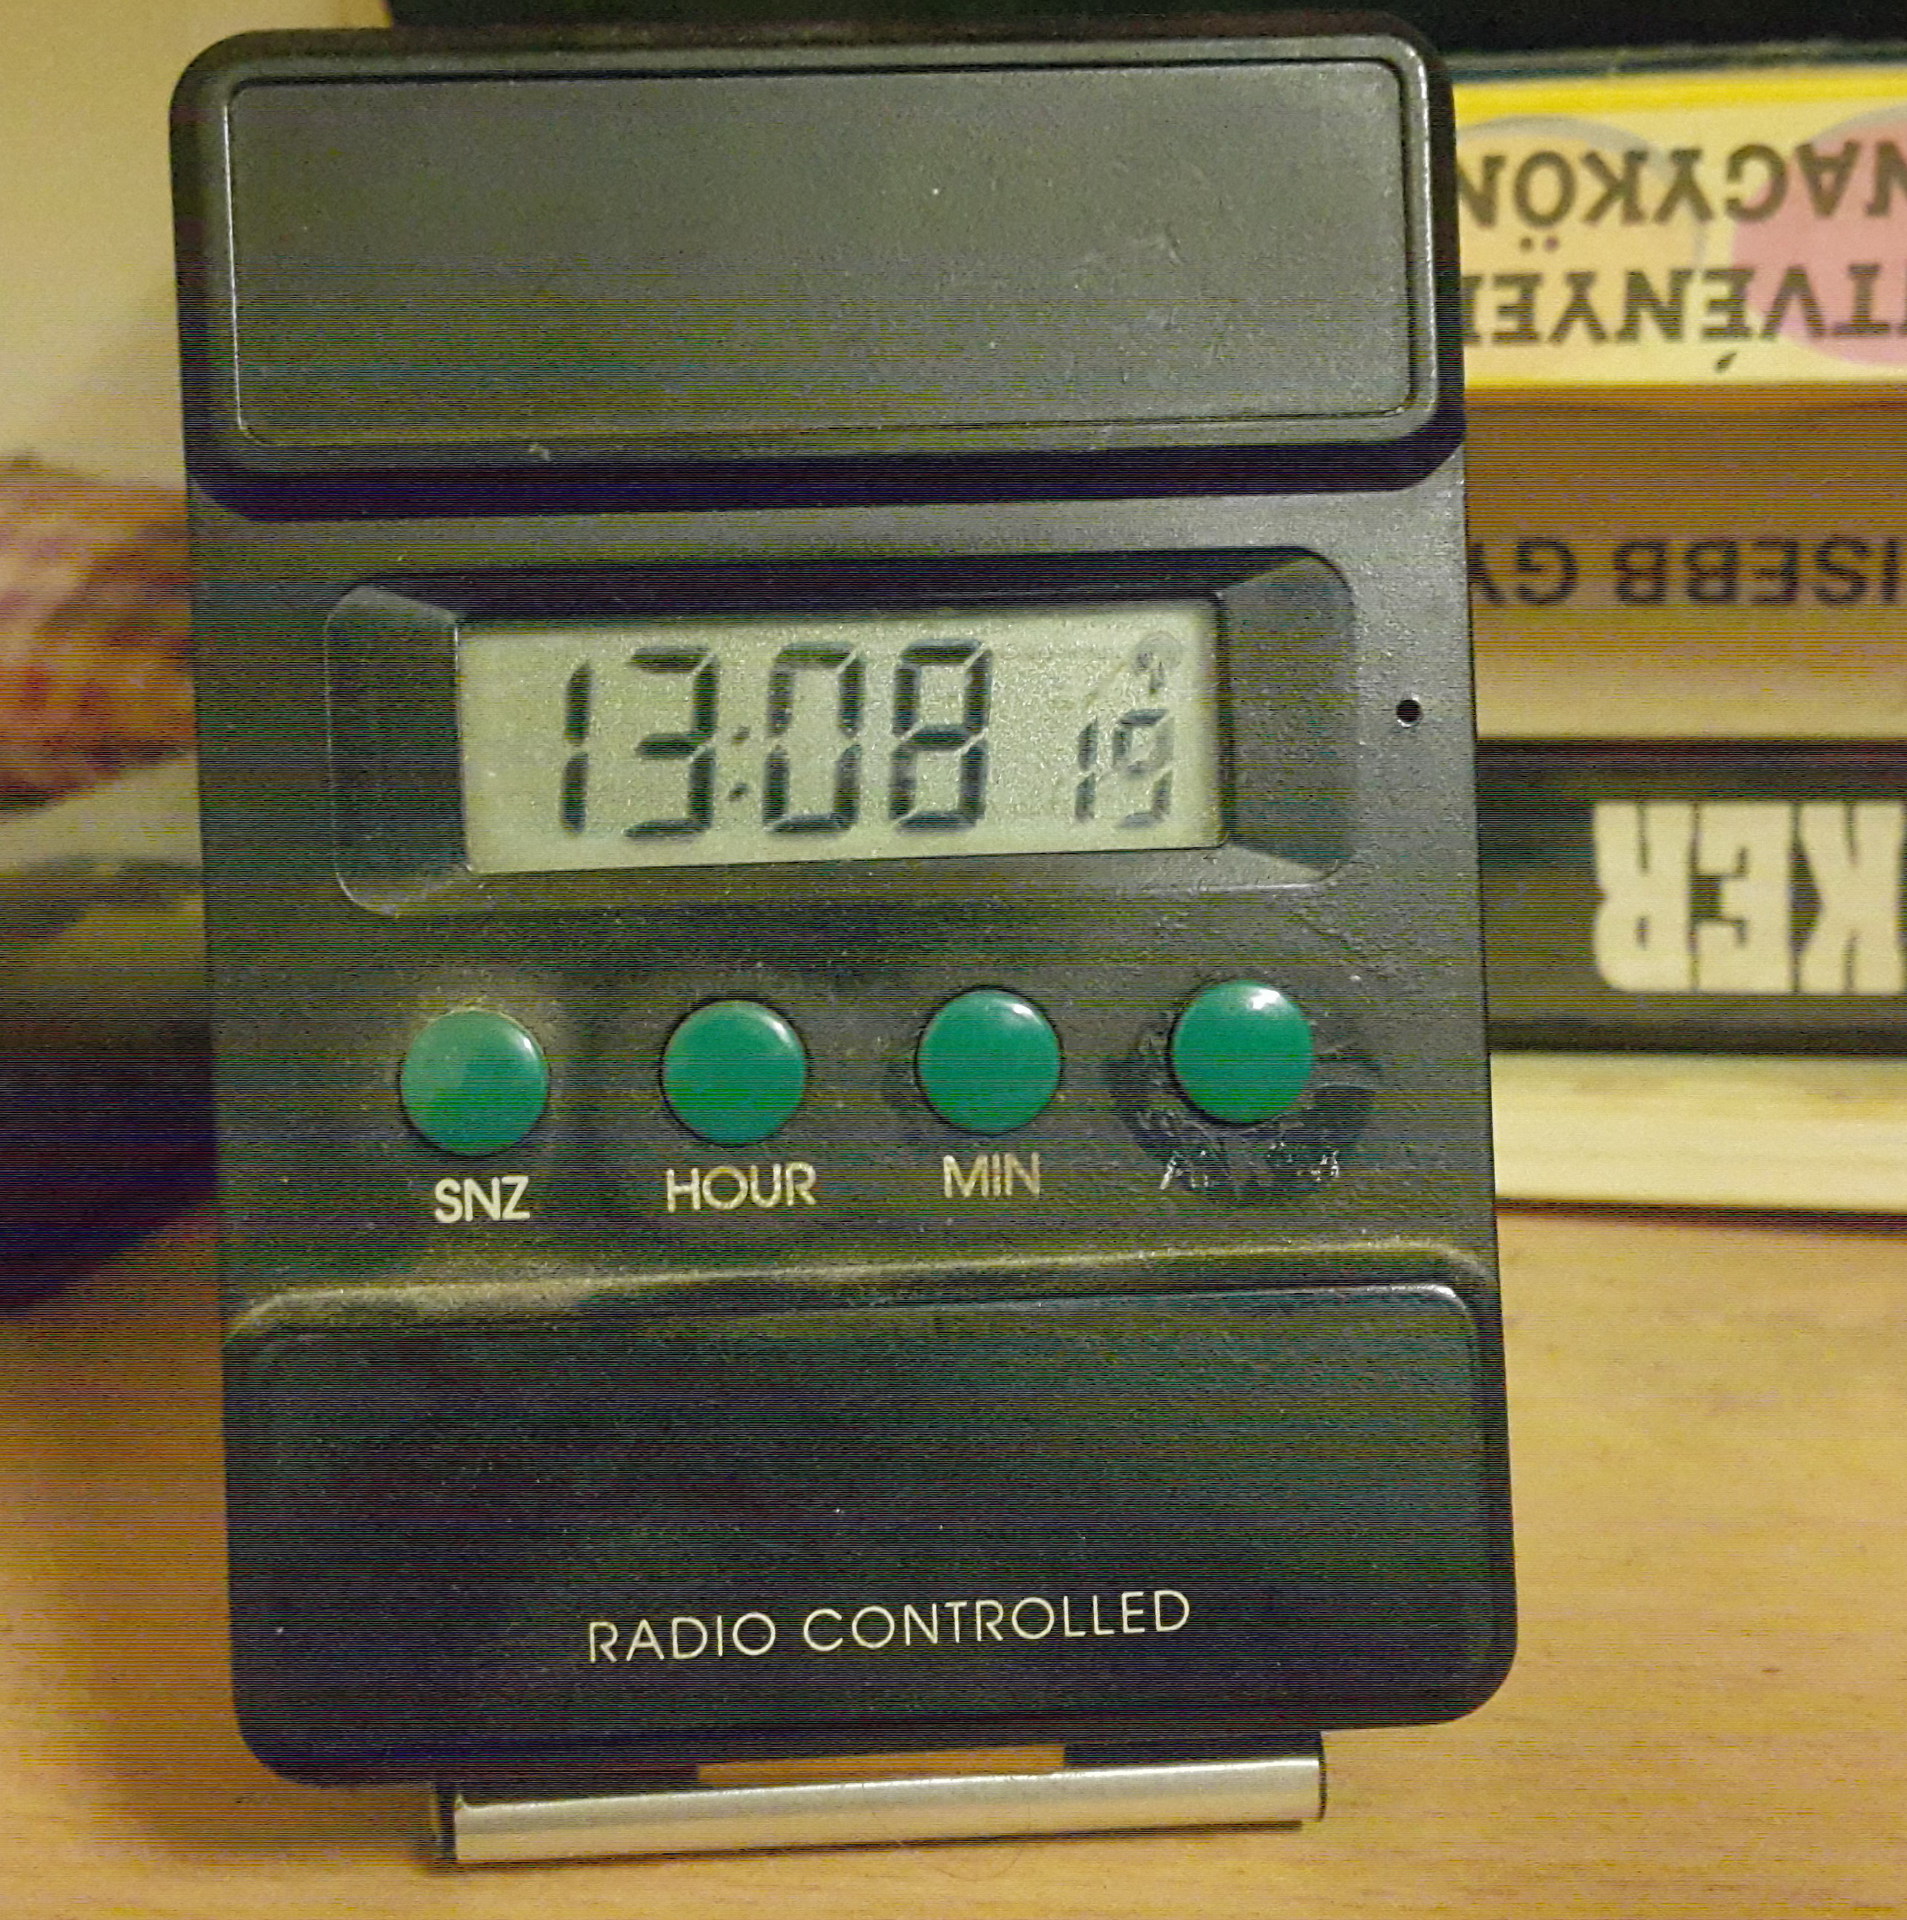 13:08 19
SNZ HOUR MIN
RADIO CONTROLLED
TVÉNYE
NAGYKÖN
ISEBB GY
KER